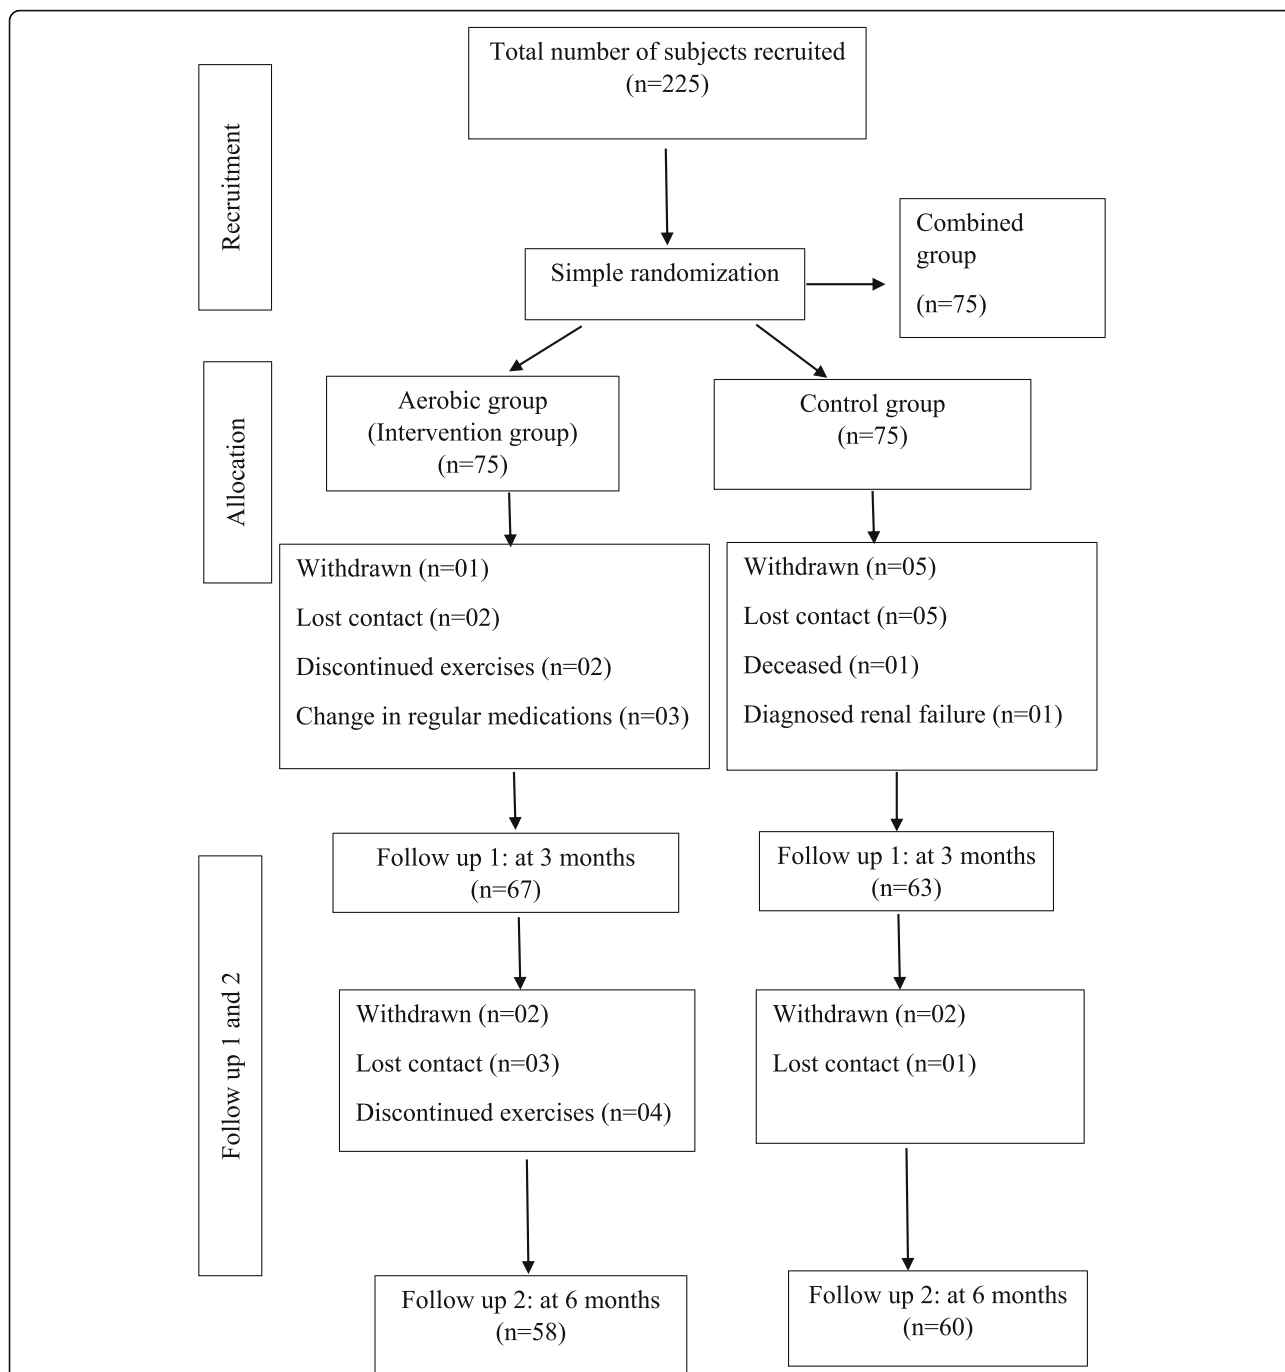 Total number of subjects recruited
(n=225)
Recruitment
Combined
group
(n=75)
Simple randomization
Allocation
Aerobic group
(Intervention group)
(n=75)
Control group
(n=75)
Withdrawn (n=01)
Lost contact (n=02)
Discontinued exercises (n=02)
Change in regular medications (n=03)
Withdrawn (n=05)
Lost contact (n=05)
Deceased (n=01)
Diagnosed renal failure (n=01)
Follow up 1: at 3 months
(n=67)
Follow up 1: at 3 months
(n=63)
Follow up 1 and 2
Withdrawn (n=02)
Lost contact (n=03)
Discontinued exercises (n=04)
Withdrawn (n=02)
Lost contact (n=01)
Follow up 2: at 6 months
(n=58)
Follow up 2: at 6 months
(n=60)